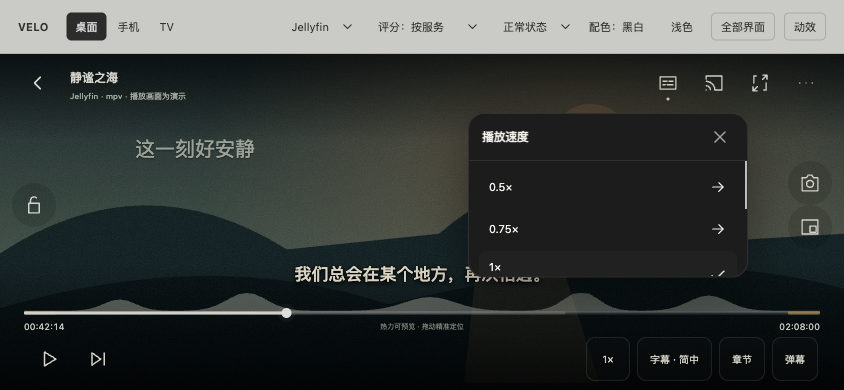 VELO 桌面 手机 TV Jellyfin 评分：按服务 正常状态 配色：黑白 浅色 全部界面 动效
静谧之海
Jellyfin · mpv · 播放画面为演示
这一刻好安静
播放速度
0.5×
0.75×
1×
我们总会在某个地方，再次相遇。
00:42:14 热力可预览 · 拖动精准定位 02:08:00
1× 字幕 · 简中 章节 弹幕